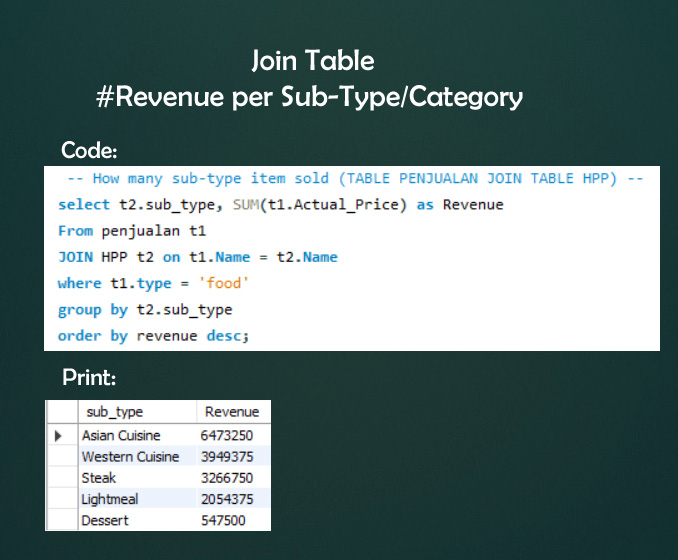 Join Table
#Revenue per Sub-Type/Category
Code:
-- How many sub-type item sold (TABLE PENJUALAN JOIN TABLE HPP) --
select t2.sub_type, SUM(t1.Actual_Price) as Revenue
From penjualan t1
JOIN HPP t2 on t1.Name = t2.Name
where t1.type = 'food'
group by t2.sub_type
order by revenue desc;
Print:
sub_type Revenue
Asian Cuisine 6473250
Western Cuisine 3949375
Steak 3266750
Lightmeal 2054375
Dessert 547500